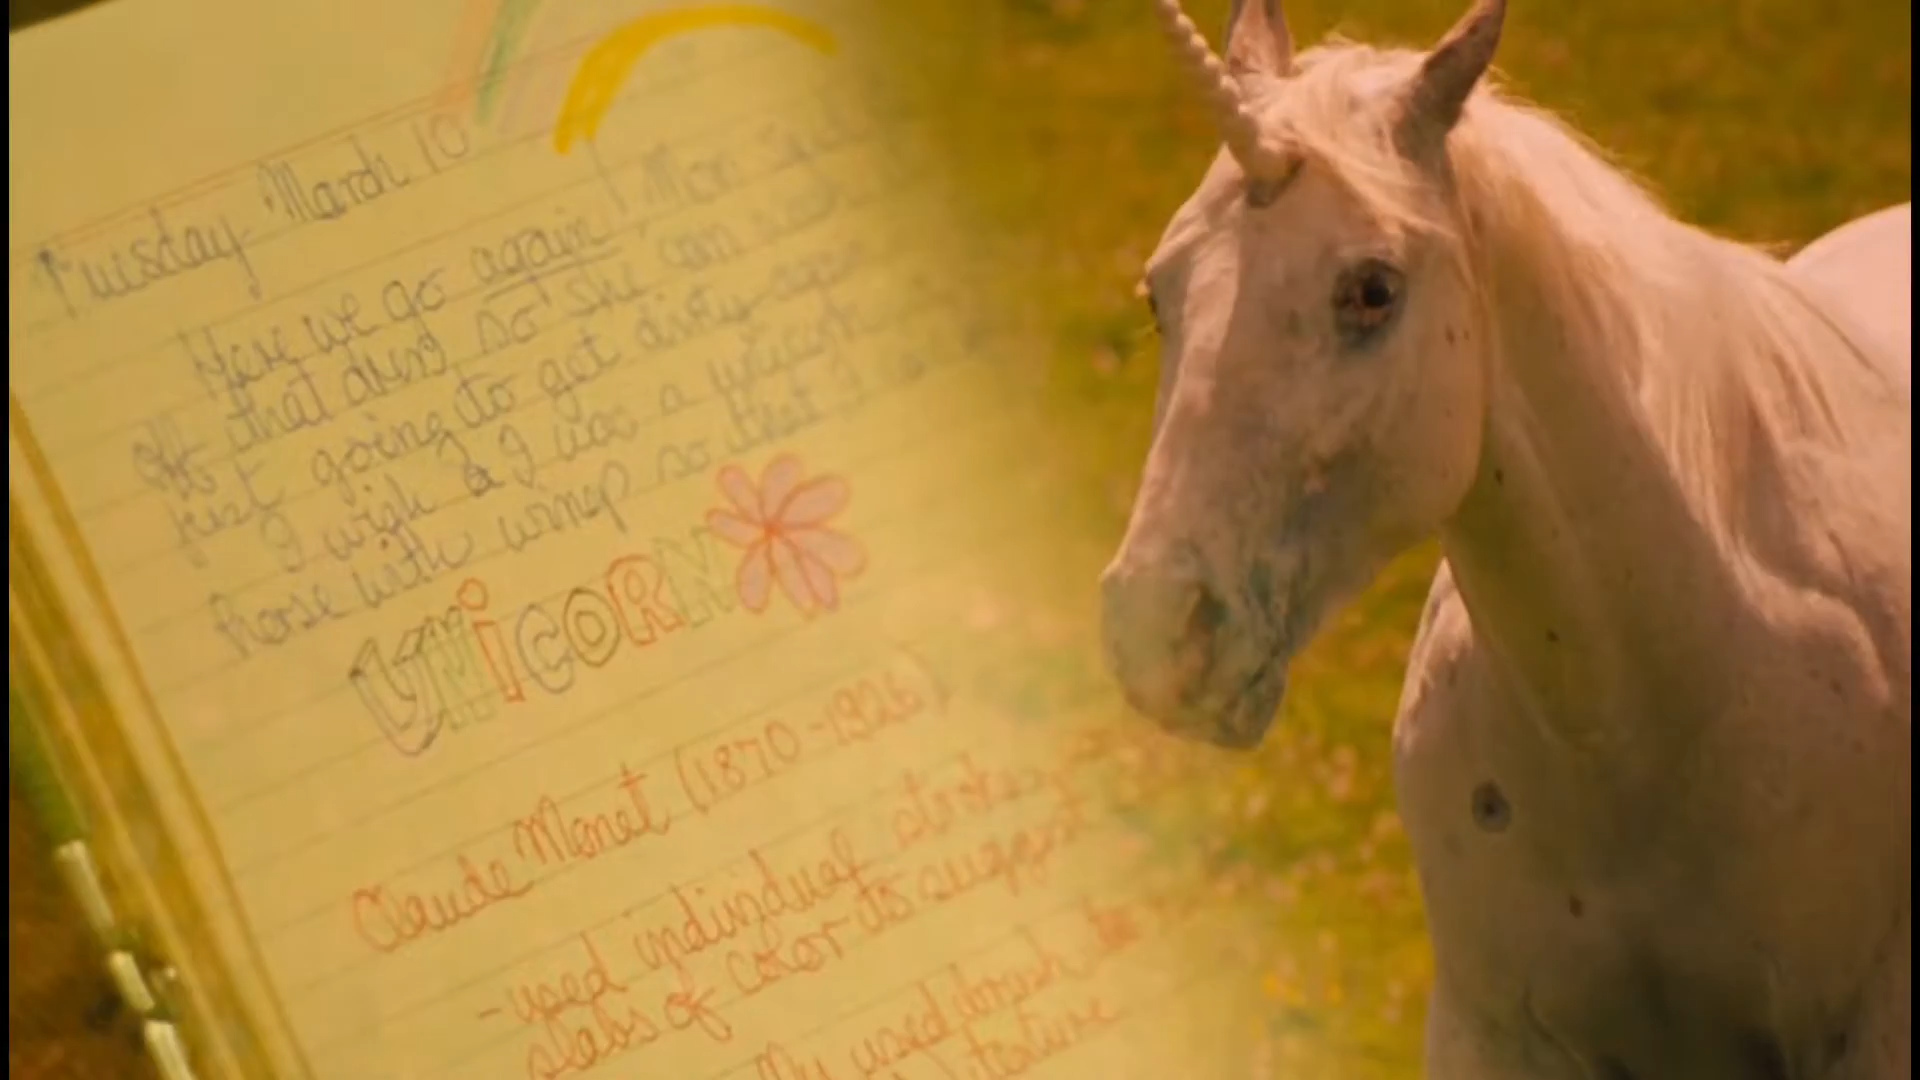 Tuesday March 10
Here we go again! Mom
that dress so she can
just going to get dirty
I wish I was a
horse with wings so that I
UNICORN
Claude Monet (1870-1926)
- used individual strokes
slabs of color to suggest
used brush
texture